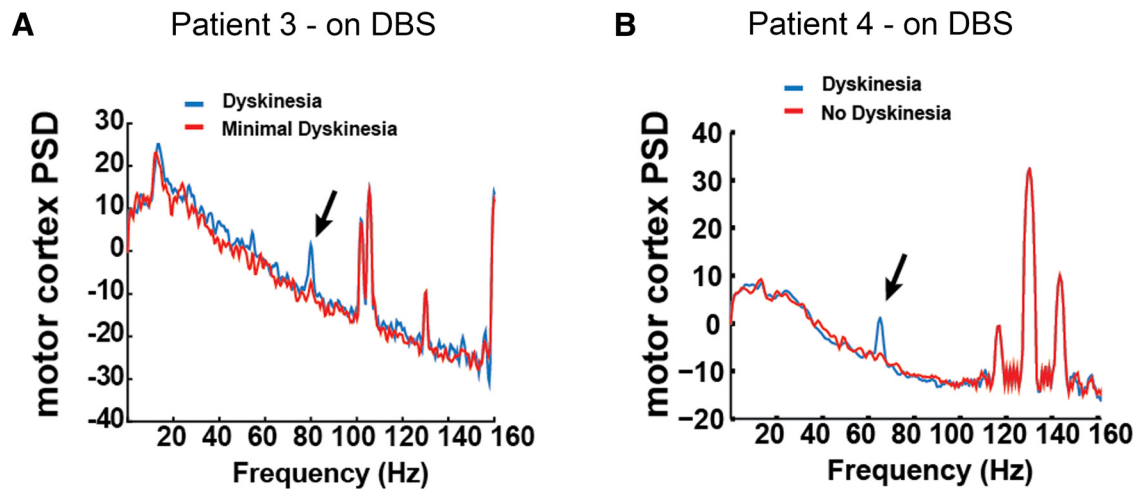 A
Patient 3 - on DBS
Dyskinesia
Minimal Dyskinesia
motor cortex PSD
30
20
10
0
-10
-20
-30
-40
20 40 60 80 100 120 140 160
Frequency (Hz)
B
Patient 4 - on DBS
Dyskinesia
No Dyskinesia
motor cortex PSD
40
30
20
10
0
−10
−20
20 40 60 80 100 120 140 160
Frequency (Hz)